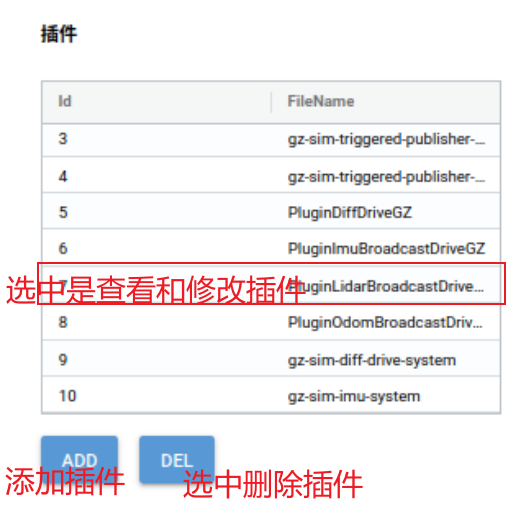 插件
Id FileName
3 gz-sim-triggered-publisher-...
4 gz-sim-triggered-publisher-...
5 PluginDiffDriveGZ
6 PluginImuBroadcastDriveGZ
选中是查看和修改插件
7 PluginLidarBroadcastDrive...
8 PluginOdomBroadcastDriv...
9 gz-sim-diff-drive-system
10 gz-sim-imu-system
ADD DEL
添加插件 选中删除插件